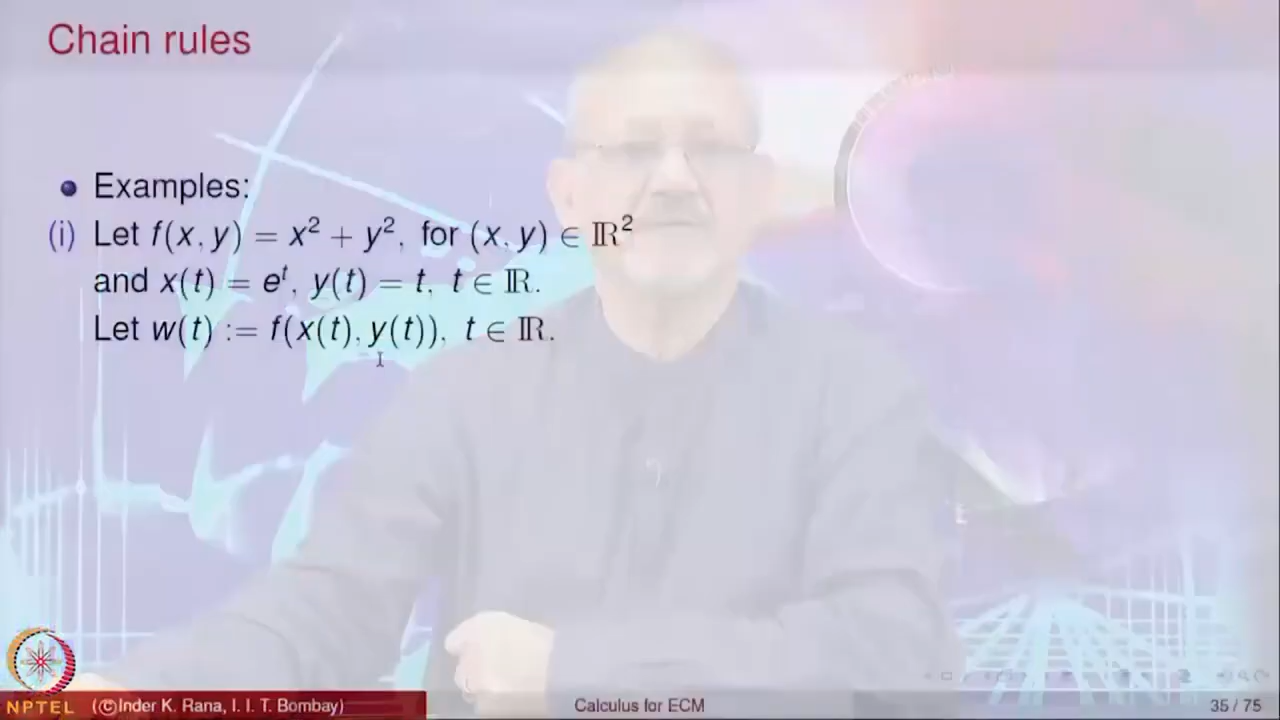 Chain rules
Examples:
(i) Let f(x, y) = x² + y², for (x, y) ∈ ℝ²
and x(t) = eᵗ, y(t) = t, t ∈ ℝ.
Let w(t) := f(x(t), y(t)), t ∈ ℝ.
NPTEL (©Inder K. Rana, I. I. T. Bombay) Calculus for ECM 35 / 75